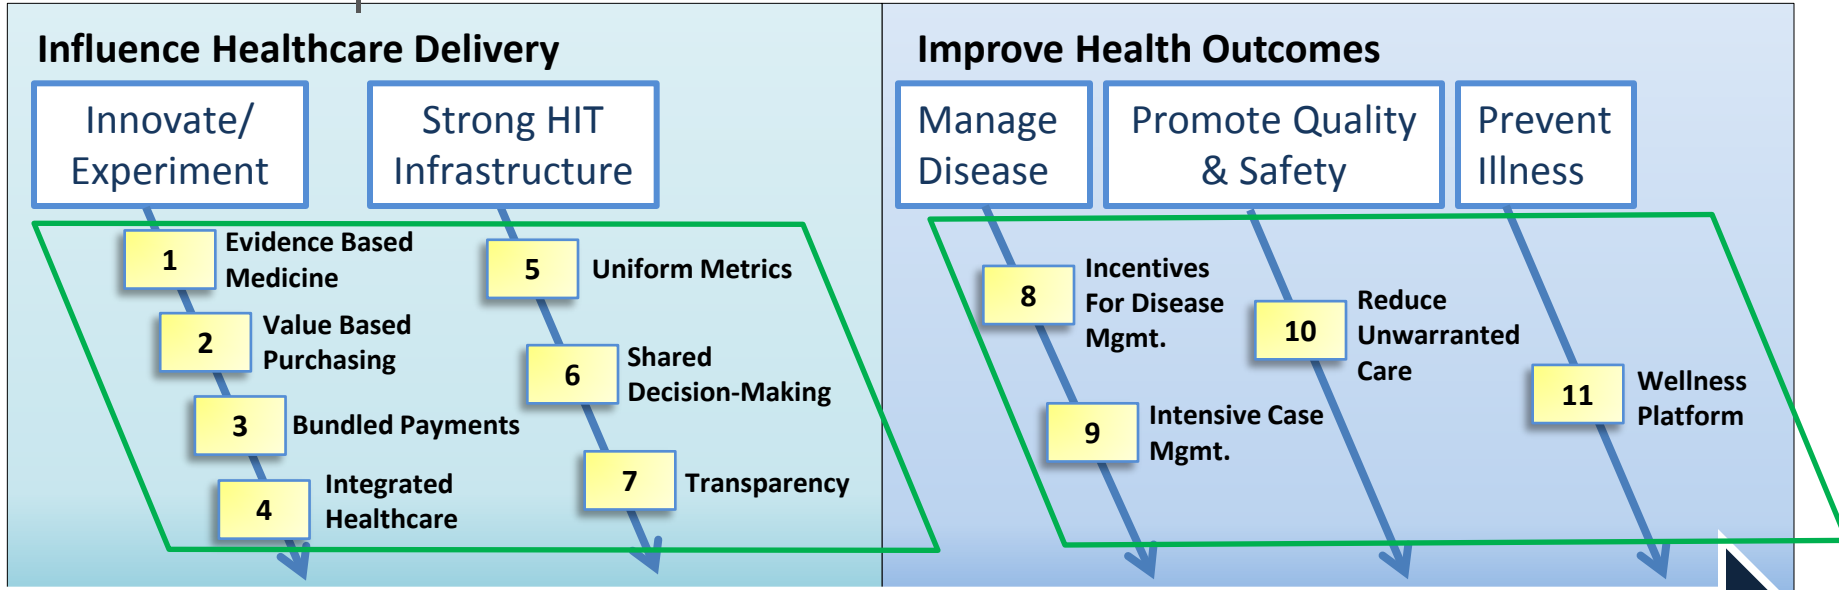 Influence Healthcare Delivery
Innovate/
Experiment
Strong HIT
Infrastructure
1
Evidence Based
Medicine
2
Value Based
Purchasing
3
Bundled Payments
4
Integrated
Healthcare
5
Uniform Metrics
6
Shared
Decision-Making
7
Transparency
Improve Health Outcomes
Manage
Disease
Promote Quality
& Safety
Prevent
Illness
8
Incentives
For Disease
Mgmt.
9
Intensive Case
Mgmt.
10
Reduce
Unwarranted
Care
11
Wellness
Platform